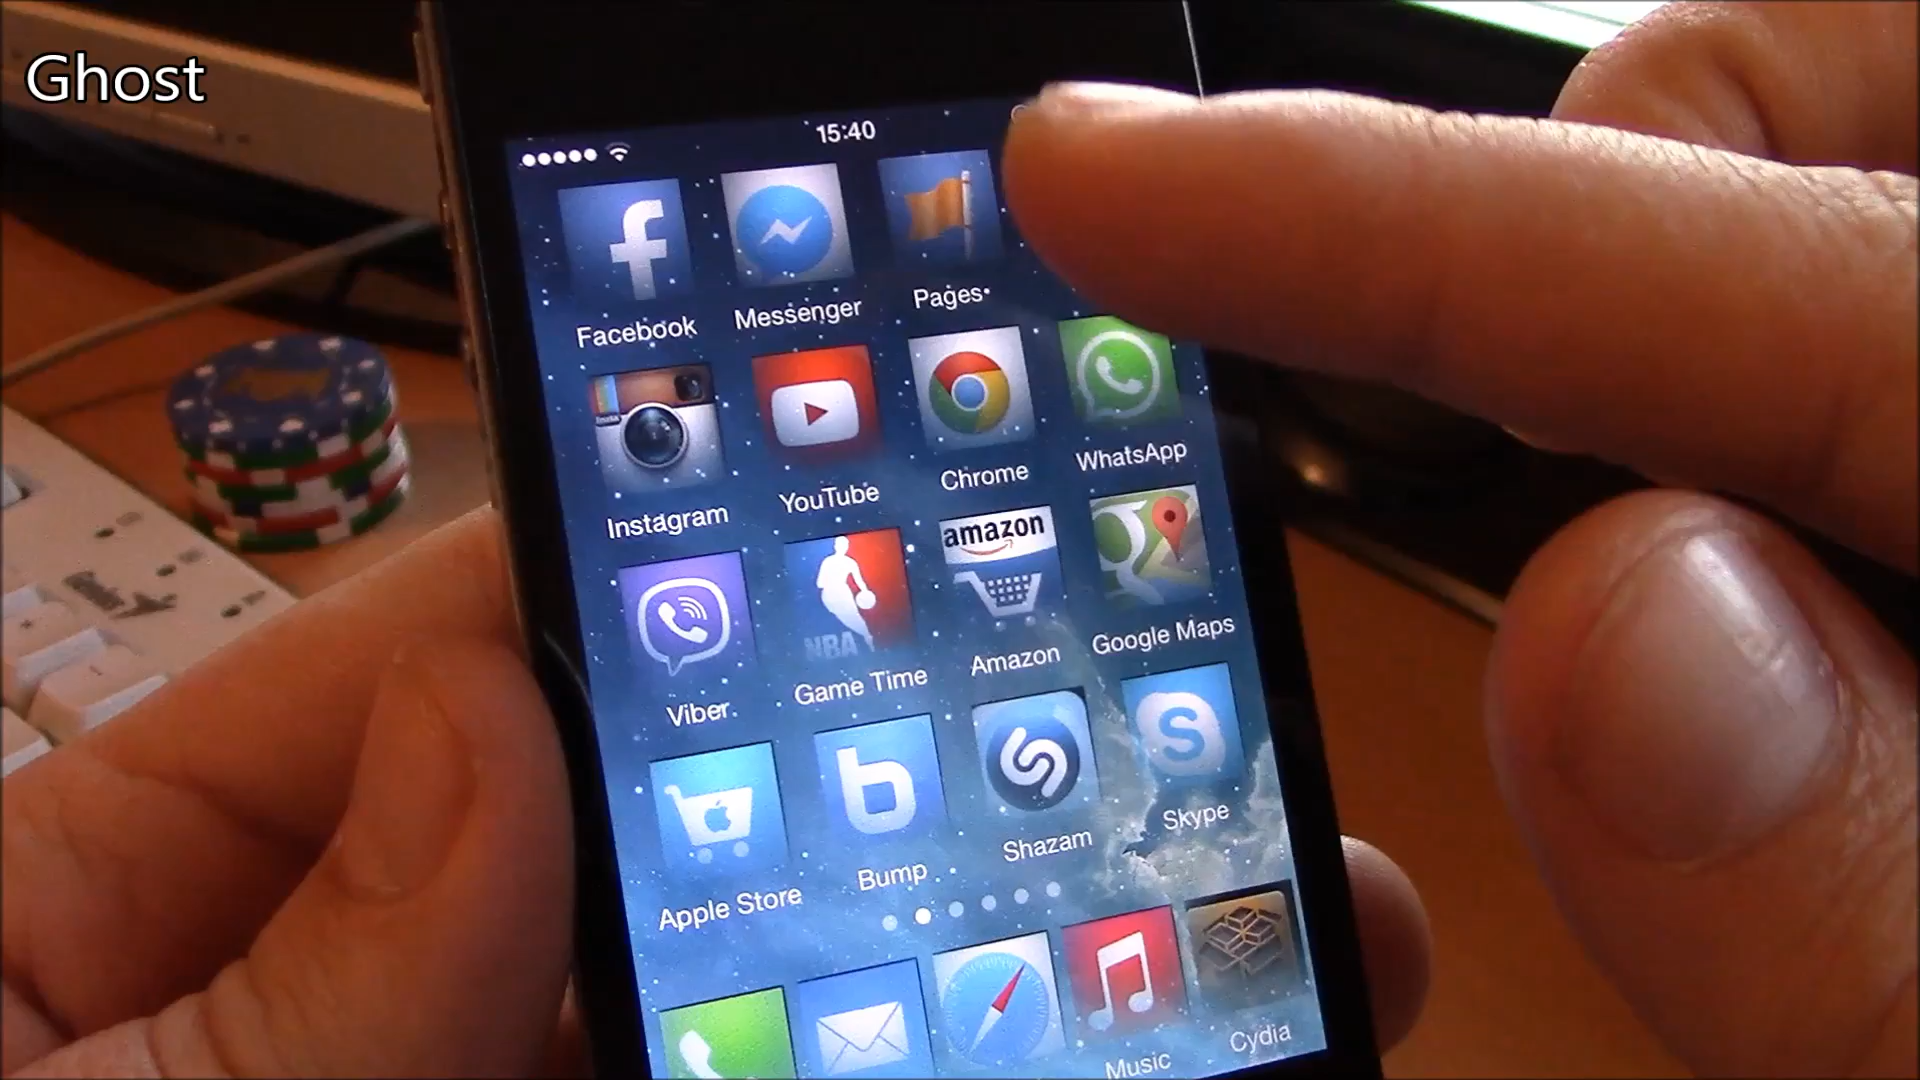 Ghost
15:40
Facebook
Messenger
Pages
Instagram
YouTube
Chrome
WhatsApp
amazon
NBA
Viber
Game Time
Amazon
Google Maps
Apple Store
Bump
Shazam
Skype
Music
Cydia